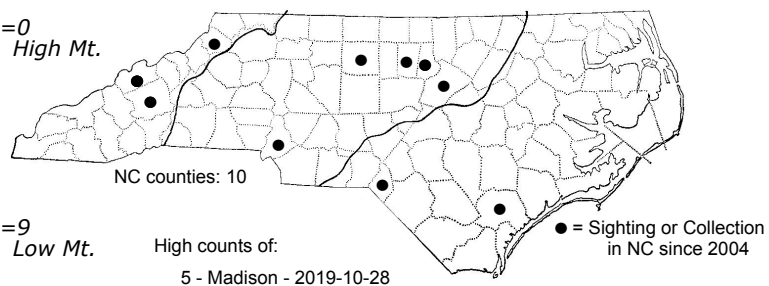 =0
High Mt.
NC counties: 10
=9
Low Mt.
High counts of:
5 - Madison - 2019-10-28
● = Sighting or Collection
in NC since 2004